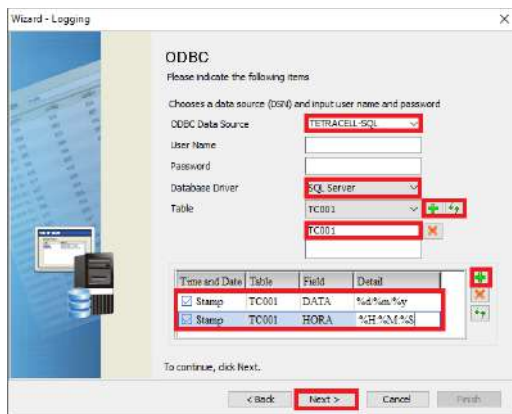 Wizard - Logging
ODBC
Please indicate the following items
Chooses a data source (DSN) and input user name and password
ODBC Data Source TETRACELL-SQL
User Name
Password
Database Driver SQL Server
Table TC001
TC001
Time and Date Table Field Detail
Stamp TC001 DATA %d/%m/%y
Stamp TC001 HORA %H:%M:%S
To continue, click Next.
< Back Next > Cancel Finish